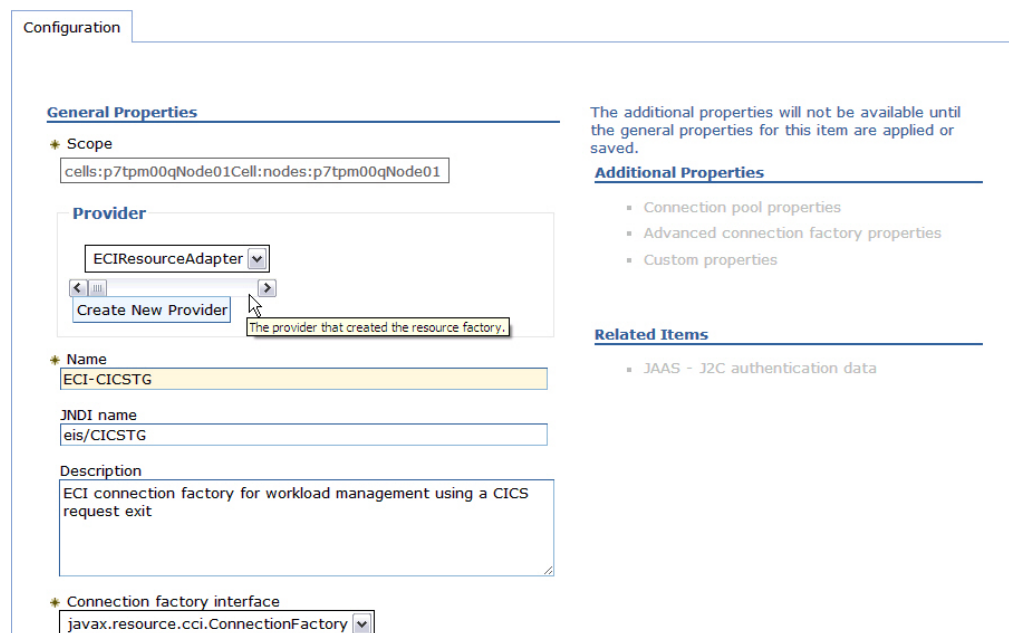 Configuration
General Properties
Scope
cells:p7tpm00qNode01Cell:nodes:p7tpm00qNode01
Provider
ECIResourceAdapter
Create New Provider
The provider that created the resource factory.
Name
ECI-CICSTG
JNDI name
eis/CICSTG
Description
ECI connection factory for workload management using a CICS
request exit
Connection factory interface
javax.resource.cci.ConnectionFactory
The additional properties will not be available until
the general properties for this item are applied or
saved.
Additional Properties
Connection pool properties
Advanced connection factory properties
Custom properties
Related Items
JAAS - J2C authentication data